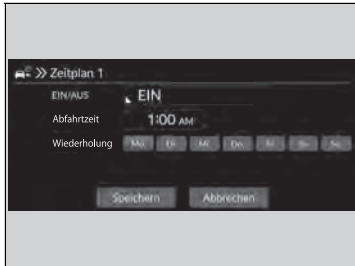 Zeitplan 1
EIN/AUS EIN
Abfahrtzeit 1:00 AM
Wiederholung Mo. Di. Mi. Do. Fr. Sa. So.
Speichern Abbrechen